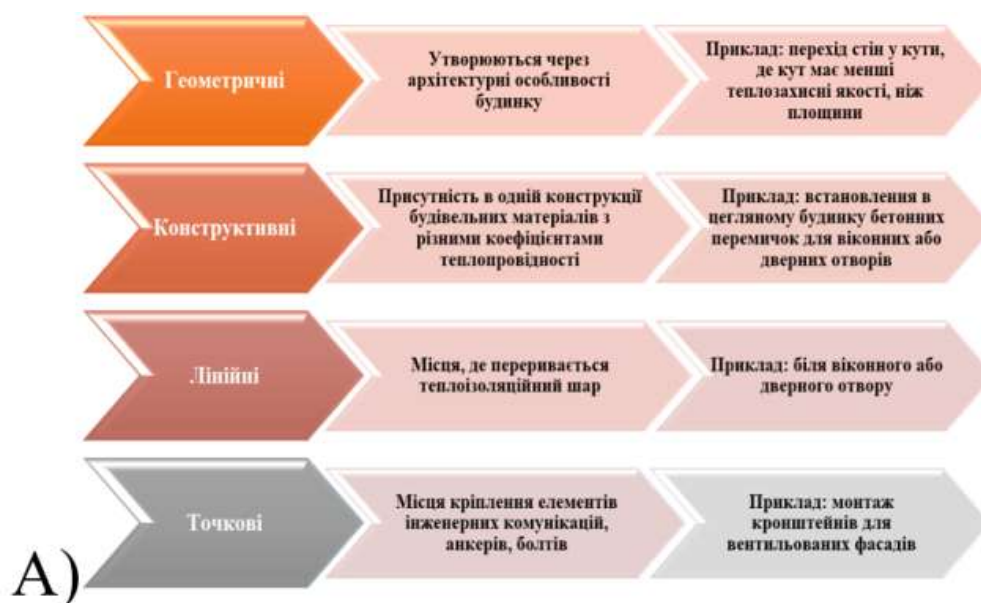 Геометричні
Утворюються через
архітектурні особливості
будинку
Приклад: перехід стін у кути,
де кут має менші
теплозахисні якості, ніж
площини
Конструктивні
Присутність в одній конструкції
будівельних матеріалів з
різними коефіцієнтами
теплопровідності
Приклад: встановлення в
цегляному будинку бетонних
перемичок для віконних або
дверних отворів
Лінійні
Місця, де переривається
теплоізоляційний шар
Приклад: біля віконного або
дверного отвору
Точкові
Місця кріплення елементів
інженерних комунікацій,
анкерів, болтів
Приклад: монтаж
кронштейнів для
вентильованих фасадів
А)